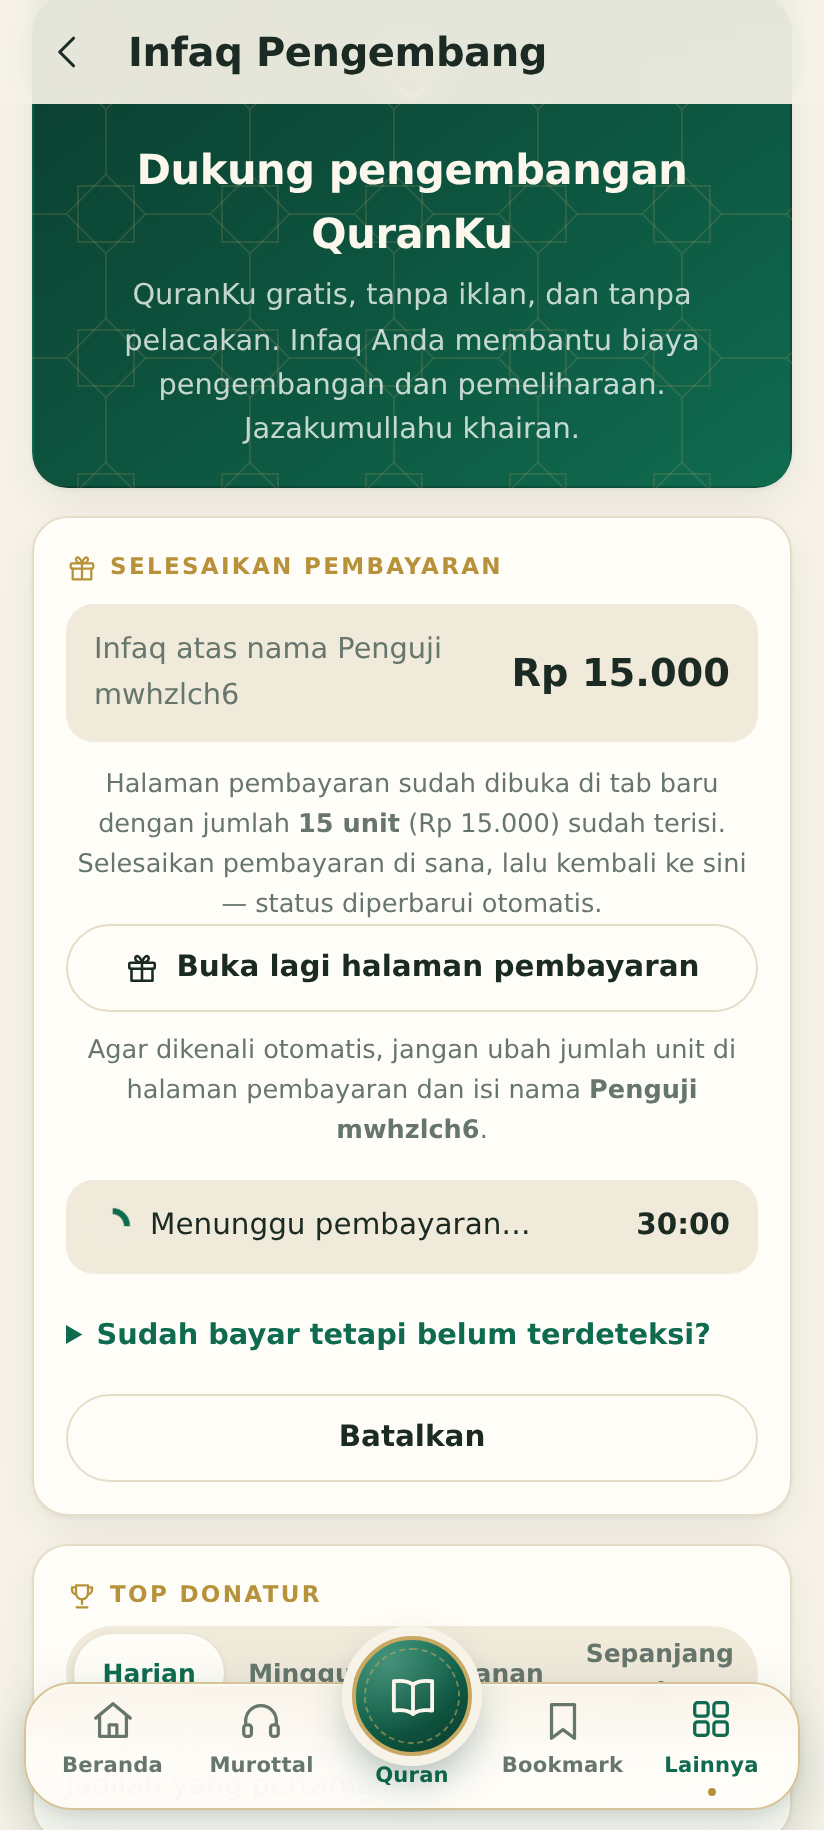 Infaq Pengembang
Dukung pengembangan
QuranKu
QuranKu gratis, tanpa iklan, dan tanpa
pelacakan. Infaq Anda membantu biaya
pengembangan dan pemeliharaan.
Jazakumullahu khairan.
SELESAIKAN PEMBAYARAN
Infaq atas nama Penguji
mwhzlch6
Rp 15.000
Halaman pembayaran sudah dibuka di tab baru
dengan jumlah 15 unit (Rp 15.000) sudah terisi.
Selesaikan pembayaran di sana, lalu kembali ke sini
— status diperbarui otomatis.
Buka lagi halaman pembayaran
Agar dikenali otomatis, jangan ubah jumlah unit di
halaman pembayaran dan isi nama Penguji
mwhzlch6.
Menunggu pembayaran...
30:00
Sudah bayar tetapi belum terdeteksi?
Batalkan
TOP DONATUR
Harian
Sepanjang
Jadilah yang pertama
Beranda
Murottal
Quran
Bookmark
Lainnya